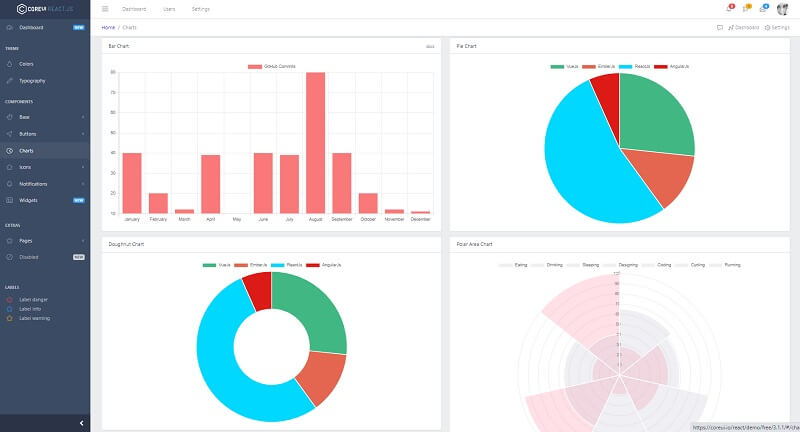 COREUI REACT.JS
Dashboard NEW
THEME
Colors
Typography
COMPONENTS
Base
Buttons
Charts
Icons
Notifications
Widgets NEW
EXTRAS
Pages
Disabled NEW
LABELS
Label danger
Label info
Label warning
Dashboard Users Settings
Home / Charts
Dashboard Settings
Bar Chart
docs
GitHub Commits
80
70
60
50
40
30
20
10
January February March April May June July August September October November December
Pie Chart
VueJs EmberJs ReactJs AngularJs
Doughnut Chart
VueJs EmberJs ReactJs AngularJs
Polar Area Chart
Eating Drinking Sleeping Designing Coding Cycling Running
https://coreui.io/react/demo/free/3.1.1/#/cha